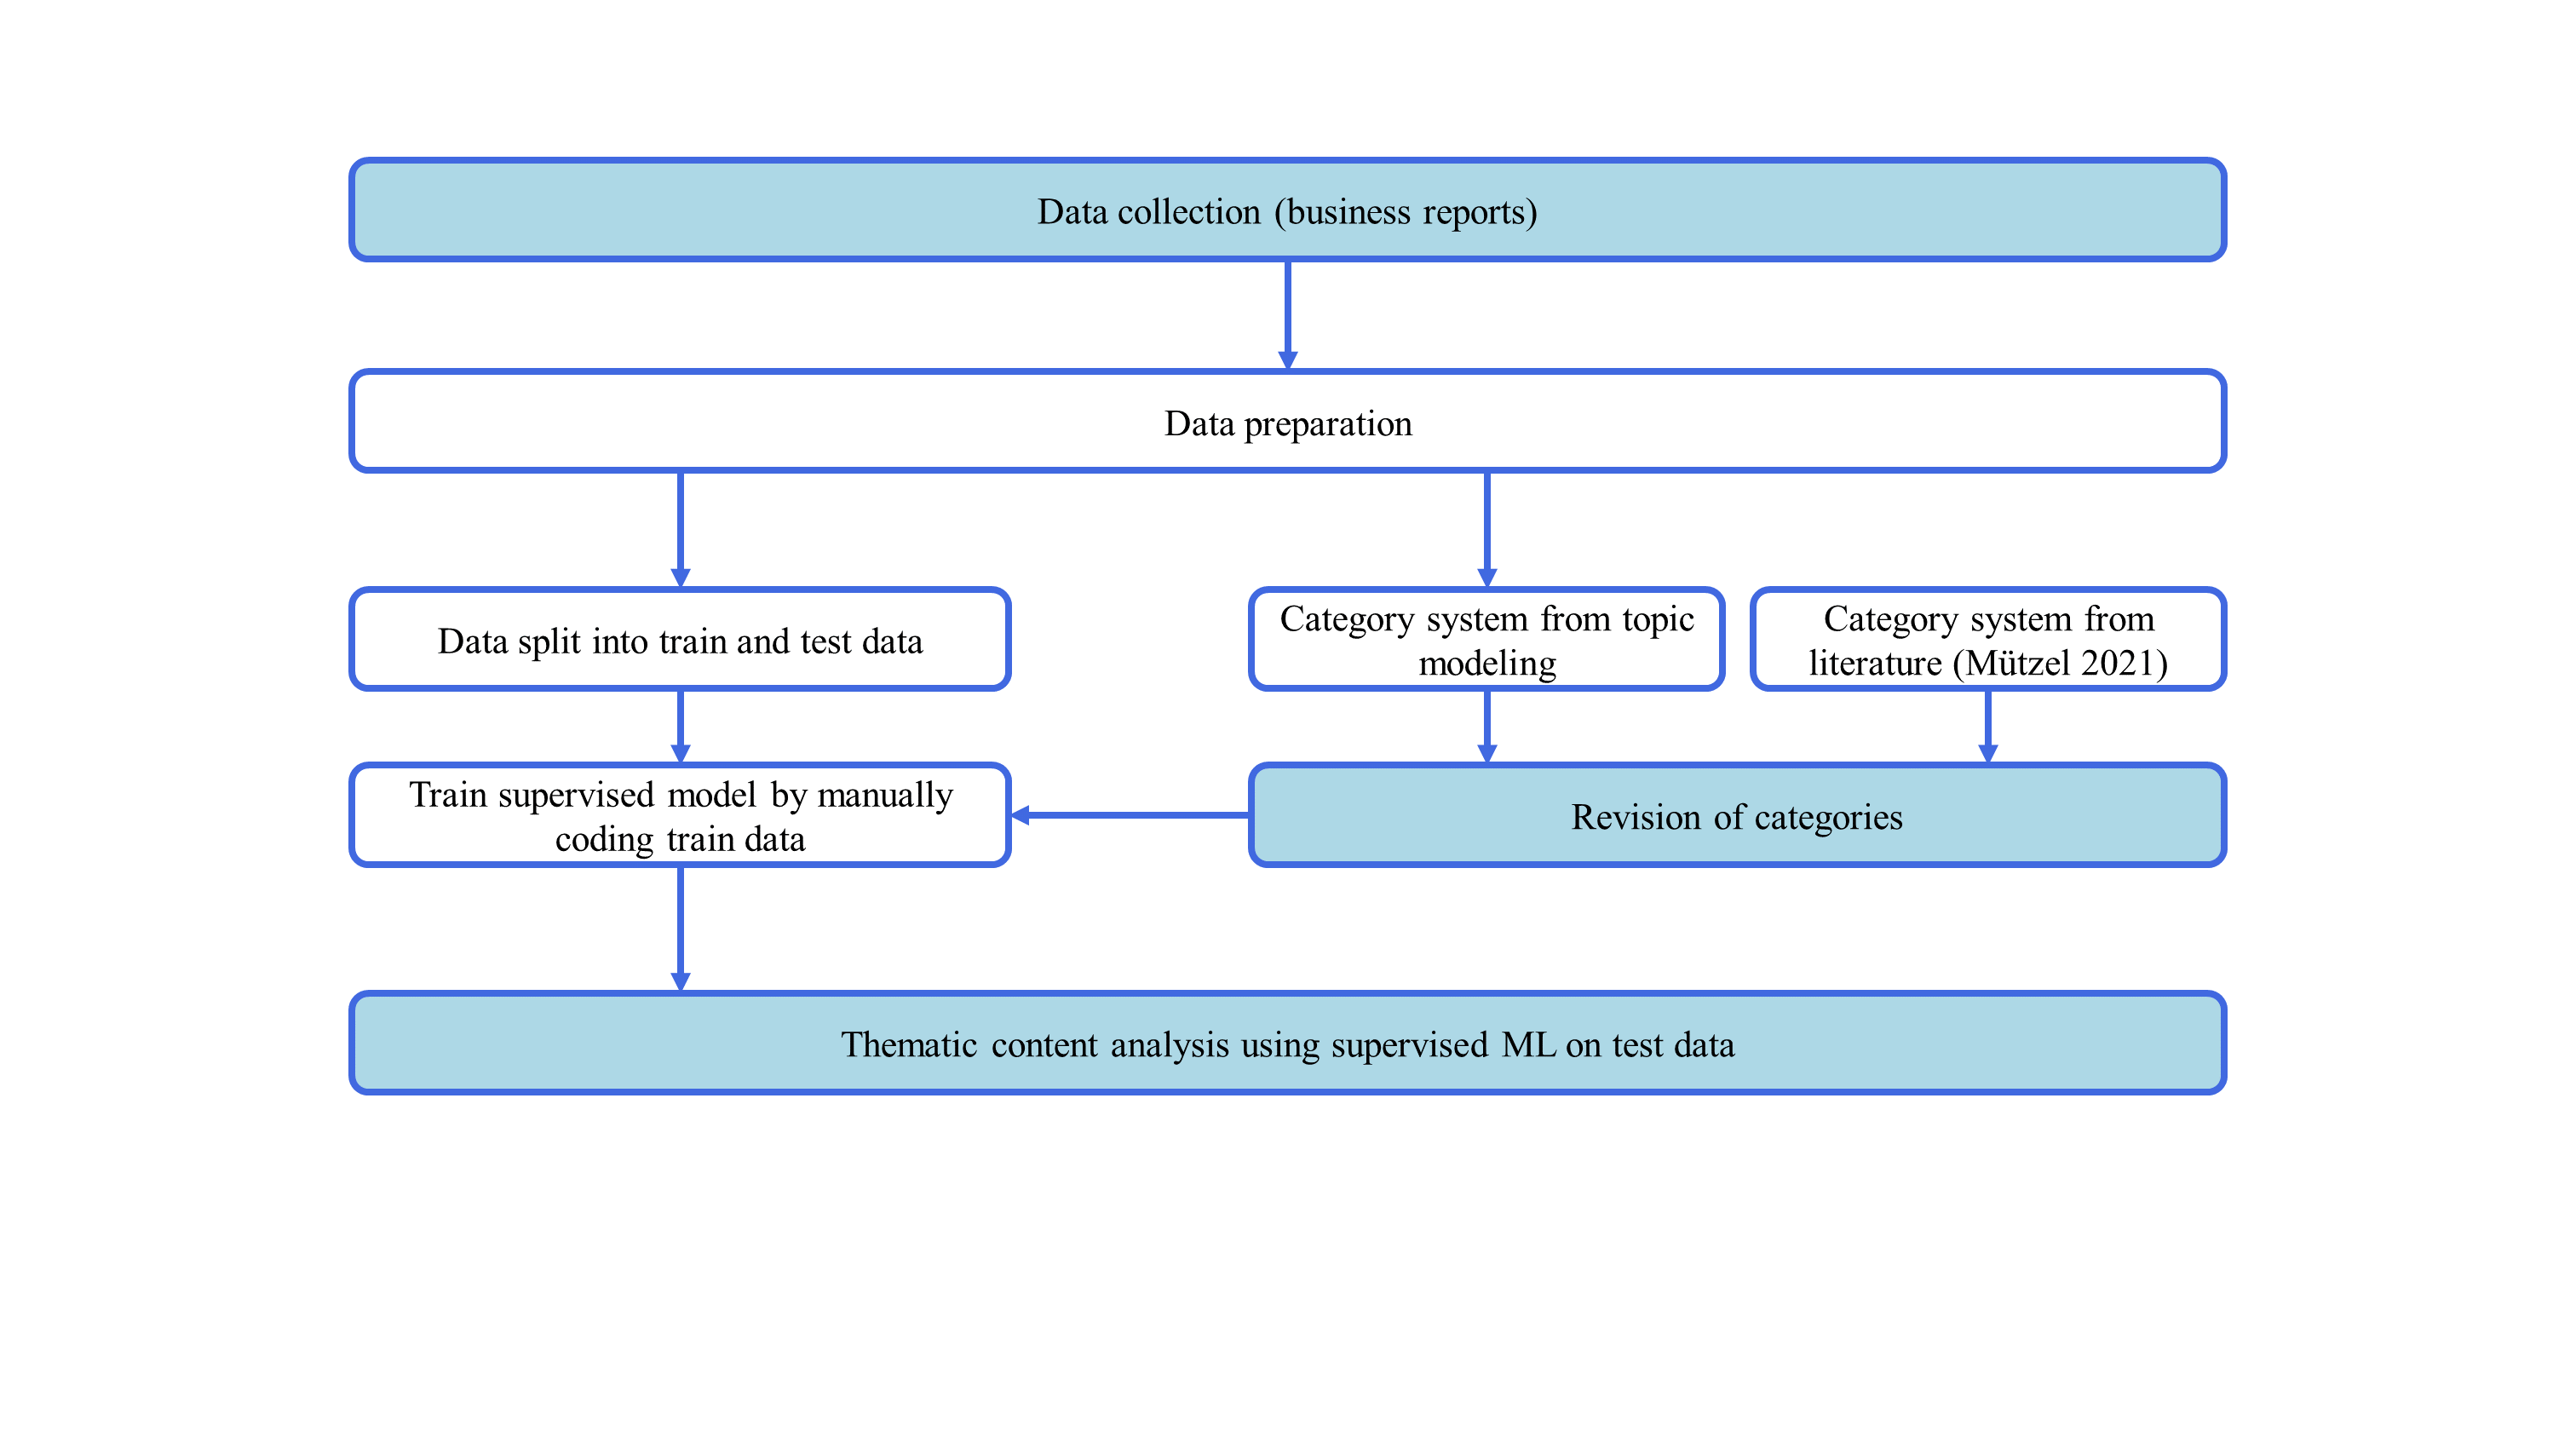 Data collection (business reports)
Data preparation
Data split into train and test data
Category system from topic
modeling
Category system from
literature (Mützel 2021)
Train supervised model by manually
coding train data
Revision of categories
Thematic content analysis using supervised ML on test data